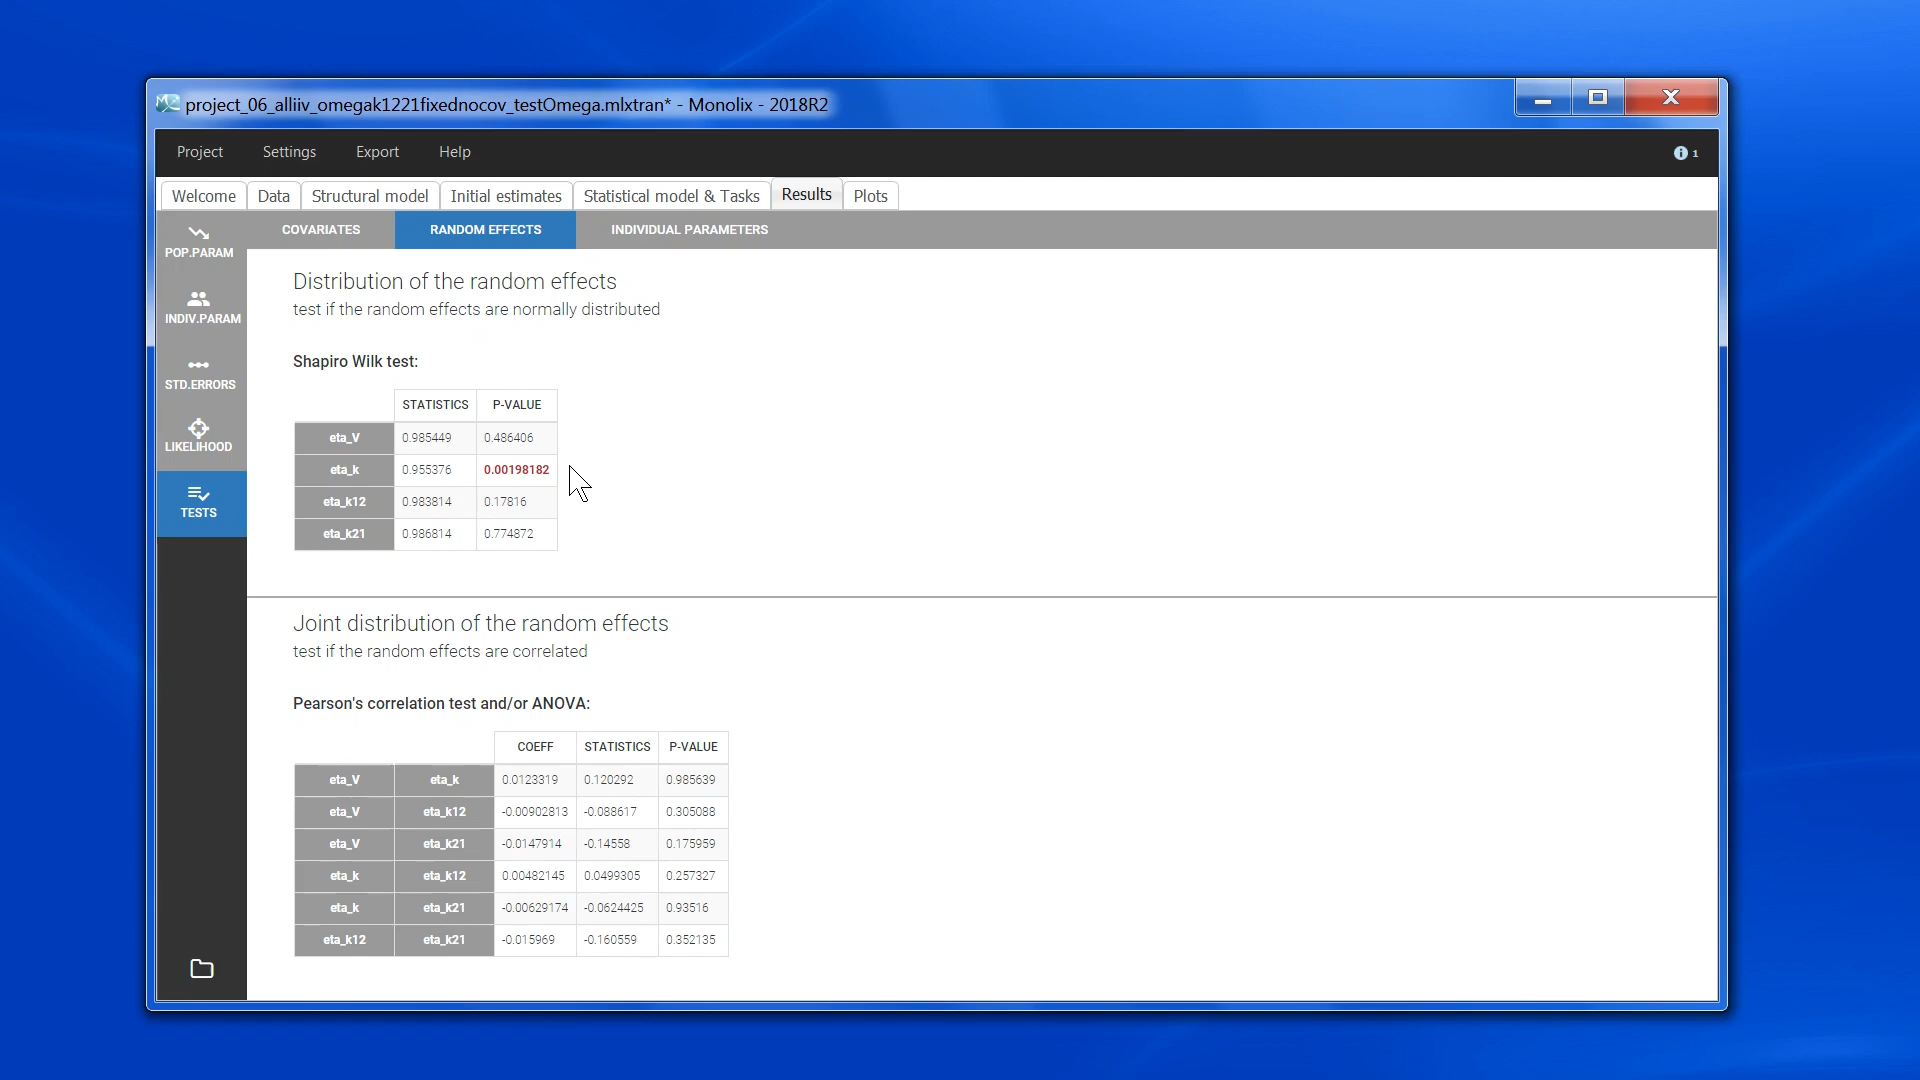 project_06_alliiv_omegak1221fixednocov_testOmega.mlxtran* - Monolix - 2018R2
Project Settings Export Help 1
Welcome Data Structural model Initial estimates Statistical model & Tasks Results Plots
COVARIATES RANDOM EFFECTS INDIVIDUAL PARAMETERS
POP.PARAM
INDIV.PARAM
STD.ERRORS
LIKELIHOOD
TESTS
Distribution of the random effects
test if the random effects are normally distributed
Shapiro Wilk test:
STATISTICS P-VALUE
eta_V 0.985449 0.486406
eta_k 0.955376 0.00198182
eta_k12 0.983814 0.17816
eta_k21 0.986814 0.774872
Joint distribution of the random effects
test if the random effects are correlated
Pearson's correlation test and/or ANOVA:
COEFF STATISTICS P-VALUE
eta_V eta_k 0.0123319 0.120292 0.985639
eta_V eta_k12 -0.00902813 -0.088617 0.305088
eta_V eta_k21 -0.0147914 -0.14558 0.175959
eta_k eta_k12 0.00482145 0.0499305 0.257327
eta_k eta_k21 -0.00629174 -0.0624425 0.93516
eta_k12 eta_k21 -0.015969 -0.160559 0.352135